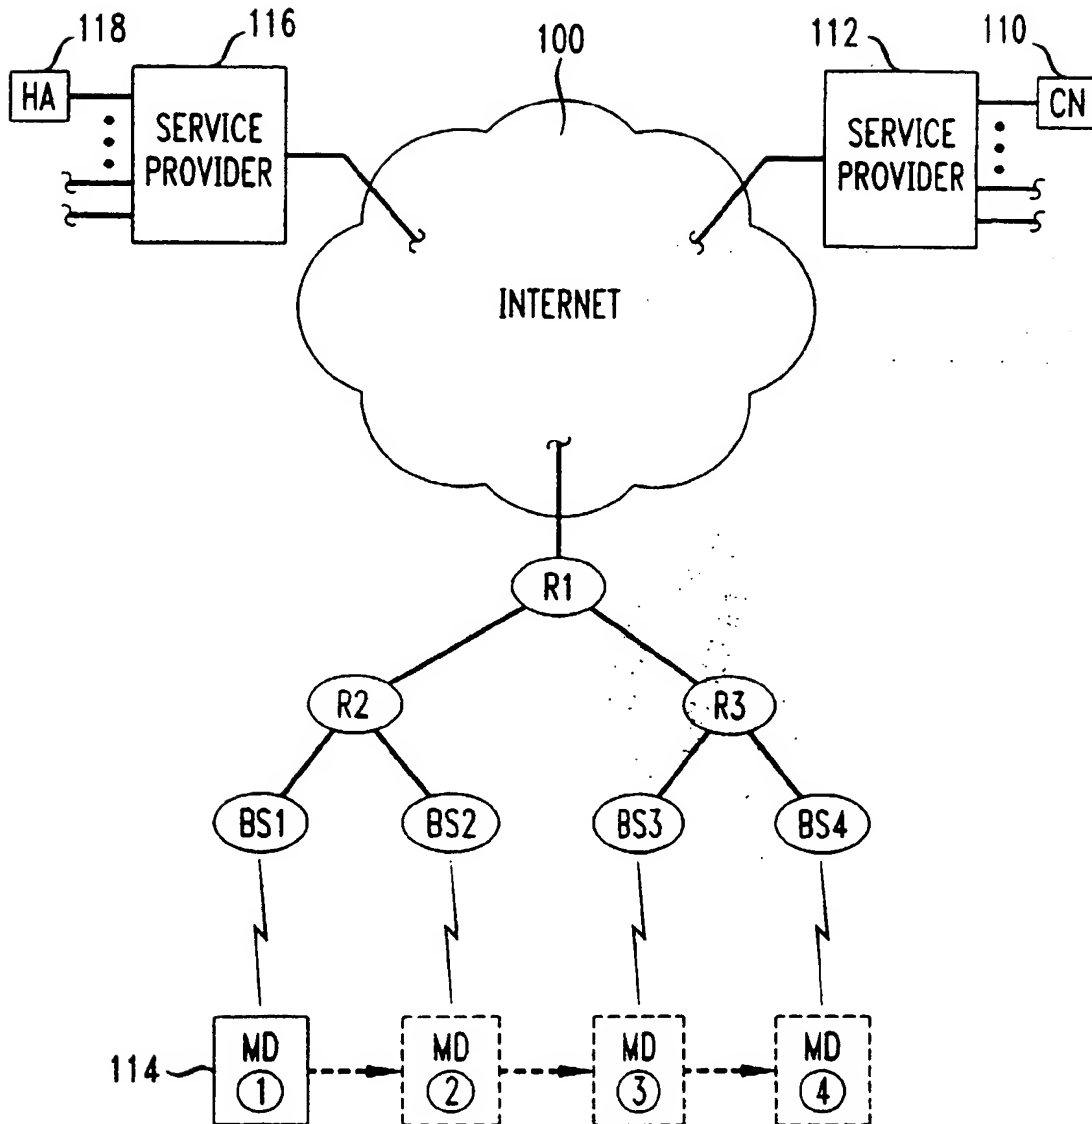 118 116 100 112 110
HA SERVICE PROVIDER SERVICE PROVIDER CN
INTERNET
R1
R2 R3
BS1 BS2 BS3 BS4
114 MD 1 MD 2 MD 3 MD 4